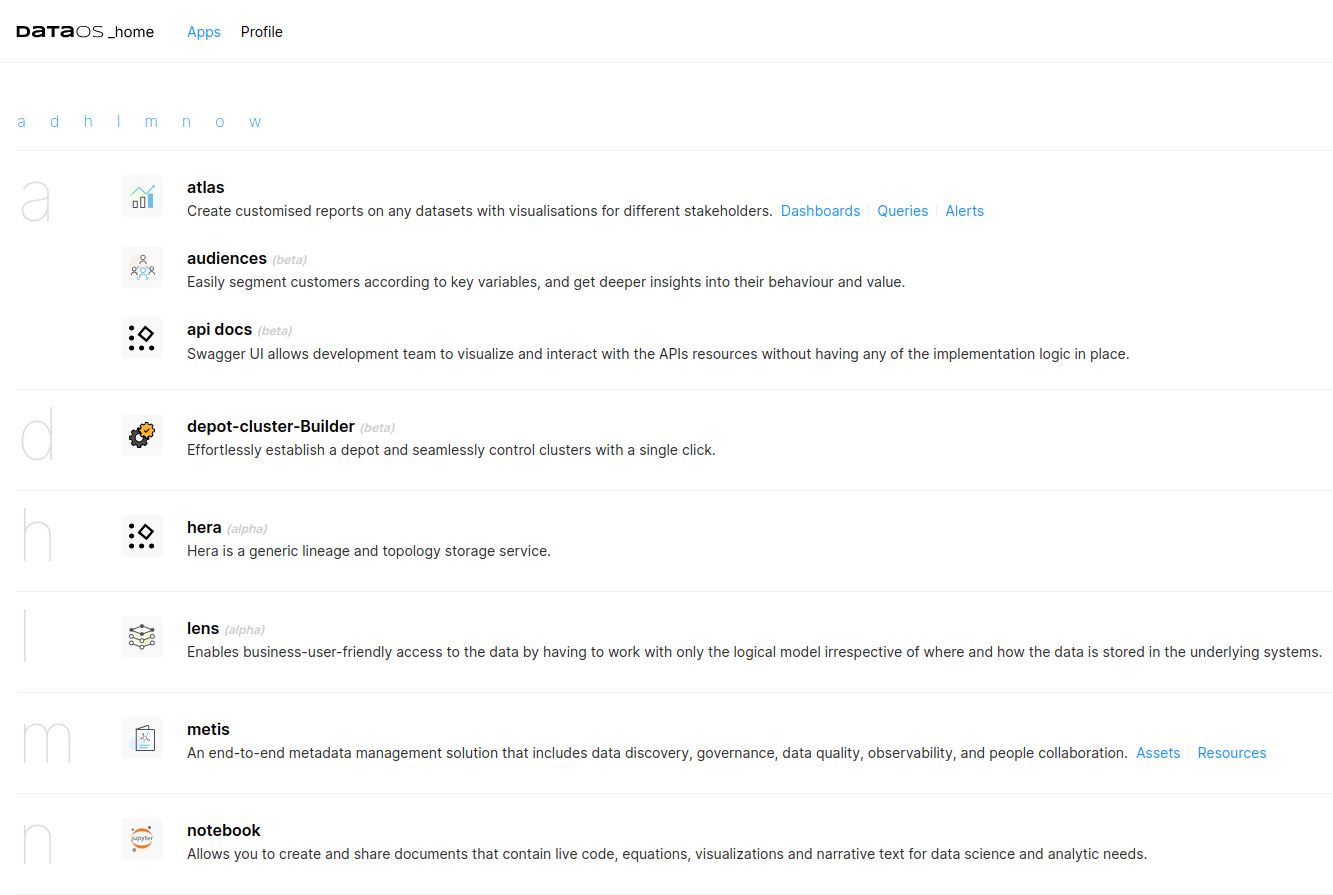 DATAOS _home Apps Profile
a d h l m n o w
a
atlas
Create customised reports on any datasets with visualisations for different stakeholders. Dashboards Queries Alerts
audiences (beta)
Easily segment customers according to key variables, and get deeper insights into their behaviour and value.
api docs (beta)
Swagger UI allows development team to visualize and interact with the APIs resources without having any of the implementation logic in place.
d
depot-cluster-Builder (beta)
Effortlessly establish a depot and seamlessly control clusters with a single click.
h
hera (alpha)
Hera is a generic lineage and topology storage service.
l
lens (alpha)
Enables business-user-friendly access to the data by having to work with only the logical model irrespective of where and how the data is stored in the underlying systems.
m
metis
An end-to-end metadata management solution that includes data discovery, governance, data quality, observability, and people collaboration. Assets Resources
n
jupyter
notebook
Allows you to create and share documents that contain live code, equations, visualizations and narrative text for data science and analytic needs.